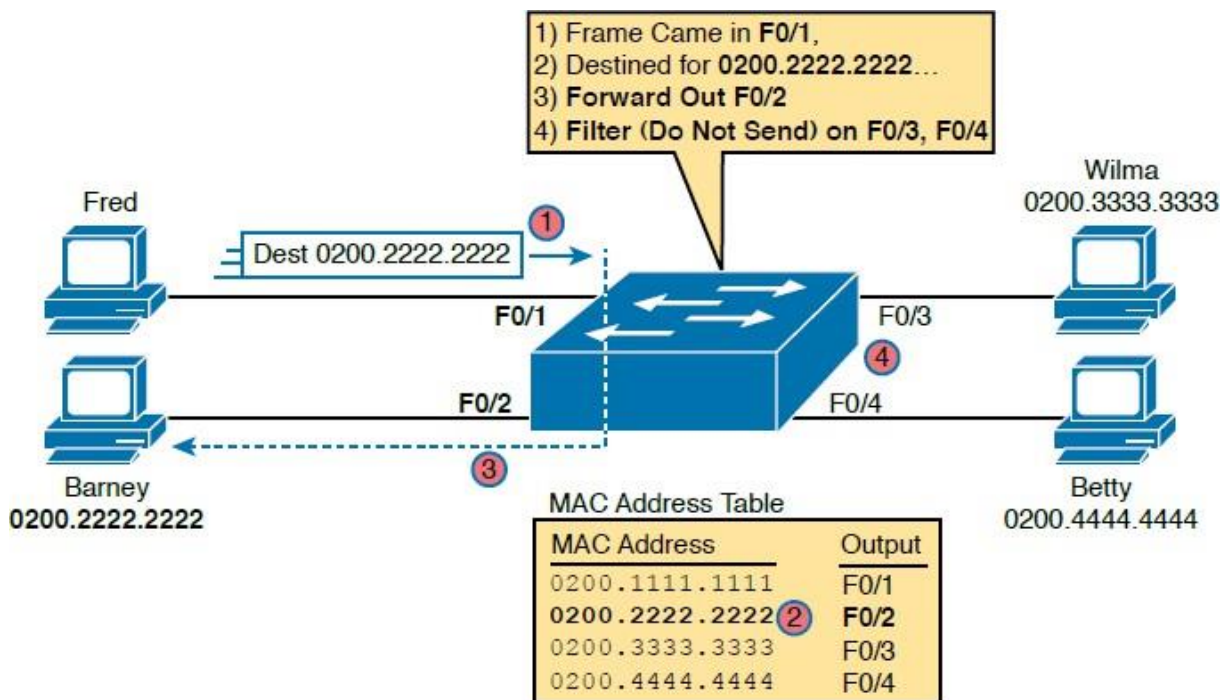 1) Frame Came in F0/1,
2) Destined for 0200.2222.2222…
3) Forward Out F0/2
4) Filter (Do Not Send) on F0/3, F0/4
Fred
Wilma
0200.3333.3333
1
Dest 0200.2222.2222
F0/1
F0/3
4
F0/2
F0/4
3
Barney
0200.2222.2222
Betty
0200.4444.4444
MAC Address Table
MAC Address Output
0200.1111.1111 F0/1
0200.2222.2222 2 F0/2
0200.3333.3333 F0/3
0200.4444.4444 F0/4